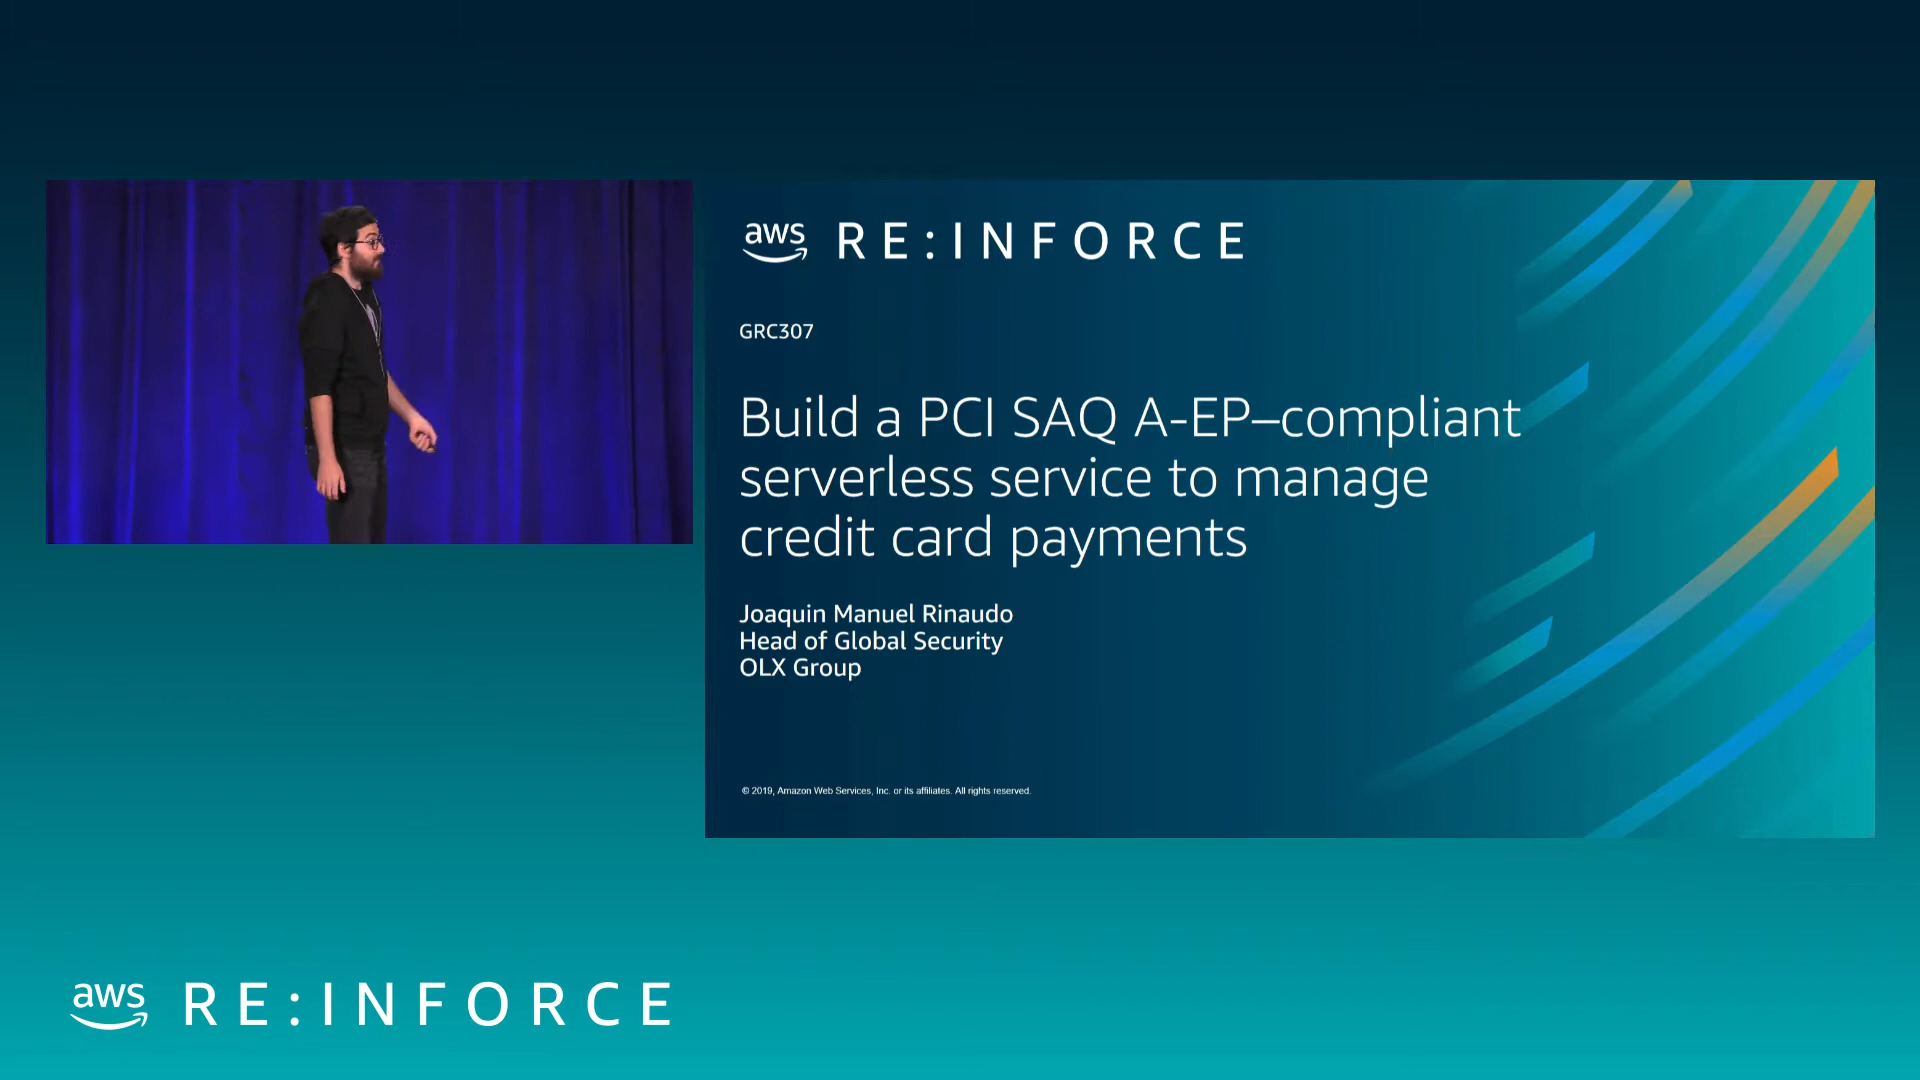 aws RE:INFORCE
GRC307
Build a PCI SAQ A-EP–compliant
serverless service to manage
credit card payments
Joaquin Manuel Rinaudo
Head of Global Security
OLX Group
© 2019, Amazon Web Services, Inc. or its affiliates. All rights reserved.
aws RE:INFORCE